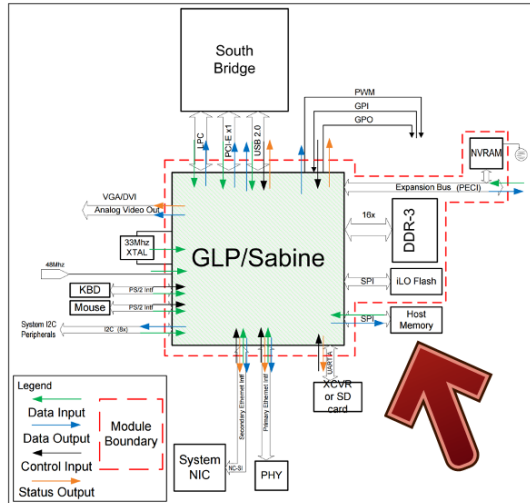 South
Bridge
LPC
PCI-E x1
USB 2.0
PWM
GPI
GPO
NVRAM
Expansion Bus (PECI)
VGA/DVI
Analog Video Out
16x
DDR-3
33Mhz
XTAL
GLP/Sabine
48Mhz
SPI
iLO Flash
KBD
PS/2 Intf
Mouse
PS/2 Intf
Host
Memory
SPI
System I2C
Peripherals
I2C (8x)
UARTA
XCVR
or SD
card
Secondary Ethernet Intf
Primary Ethernet Intf
System
NIC
NC-SI
PHY
Legend
Data Input
Data Output
Control Input
Status Output
Module
Boundary